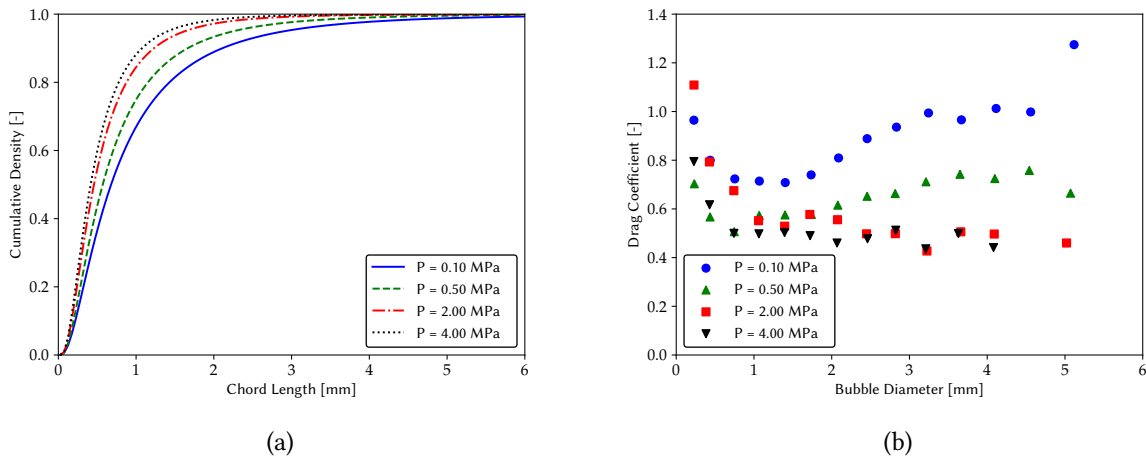 1.0
0.8
0.6
0.4
0.2
0.0
Cumulative Density [-]
0 1 2 3 4 5 6
Chord Length [mm]
P = 0.10 MPa
P = 0.50 MPa
P = 2.00 MPa
P = 4.00 MPa
(a)
1.4
1.2
1.0
0.8
0.6
0.4
0.2
0.0
Drag Coefficient [-]
0 1 2 3 4 5 6
Bubble Diameter [mm]
P = 0.10 MPa
P = 0.50 MPa
P = 2.00 MPa
P = 4.00 MPa
(b)